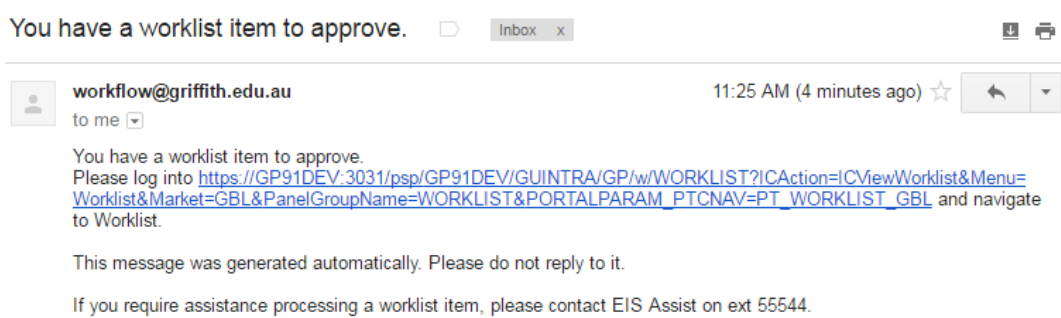 You have a worklist item to approve.
Inbox x
workflow@griffith.edu.au
11:25 AM (4 minutes ago)
to me
You have a worklist item to approve.
Please log into https://GP91DEV:3031/psp/GP91DEV/GUINTRA/GP/w/WORKLIST?ICAction=ICViewWorklist&Menu=
Worklist&Market=GBL&PanelGroupName=WORKLIST&PORTALPARAM_PTCNAV=PT_WORKLIST_GBL and navigate
to Worklist.
This message was generated automatically. Please do not reply to it.
If you require assistance processing a worklist item, please contact EIS Assist on ext 55544.